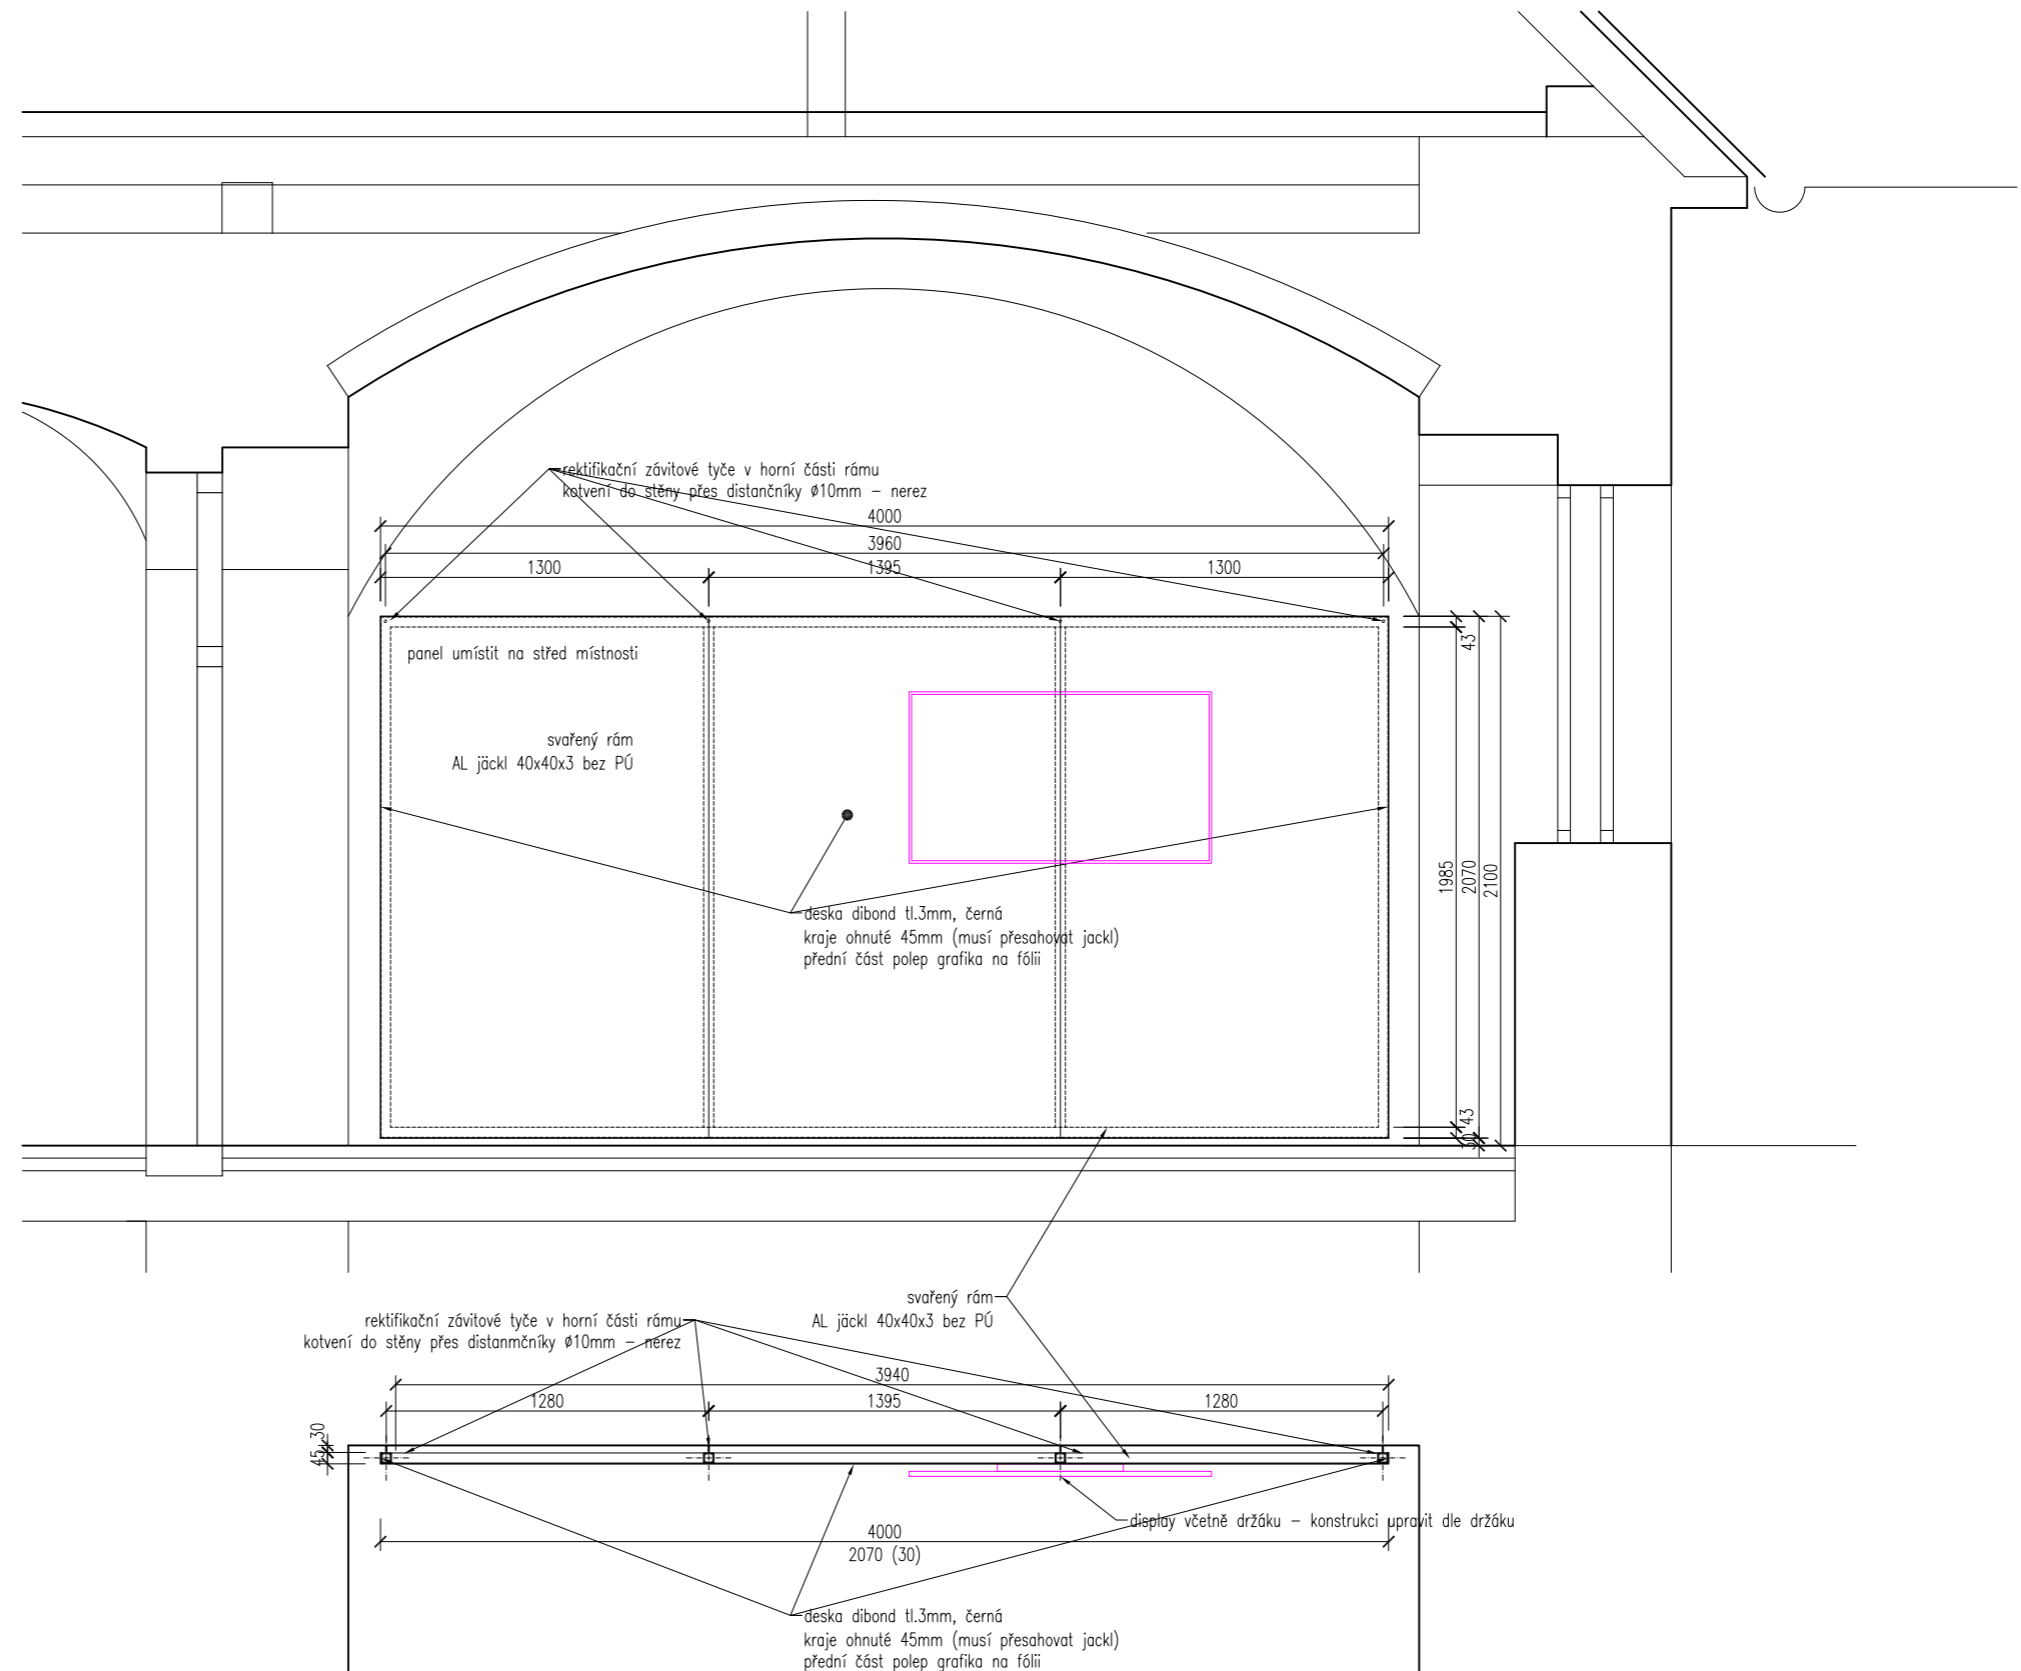 rektifikační závitové tyče v horní části rámu
kotvení do stěny přes distančníky ø10mm – nerez
4000
3960
1300
1395
1300
panel umístit na střed místnosti
svařený rám
AL jäckl 40x40x3 bez PÚ
43
1985
2070
2100
deska dibond tl.3mm, černá
kraje ohnuté 45mm (musí přesahovat jackl)
přední část polep grafika na fólii
43
30
svařený rám
AL jäckl 40x40x3 bez PÚ
rektifikační závitové tyče v horní části rámu
kotvení do stěny přes distanmčníky ø10mm – nerez
3940
1280
1395
1280
30
45
display včetně držáku – konstrukci upravit dle držáku
4000
2070 (30)
deska dibond tl.3mm, černá
kraje ohnuté 45mm (musí přesahovat jackl)
přední část polep grafika na fólii